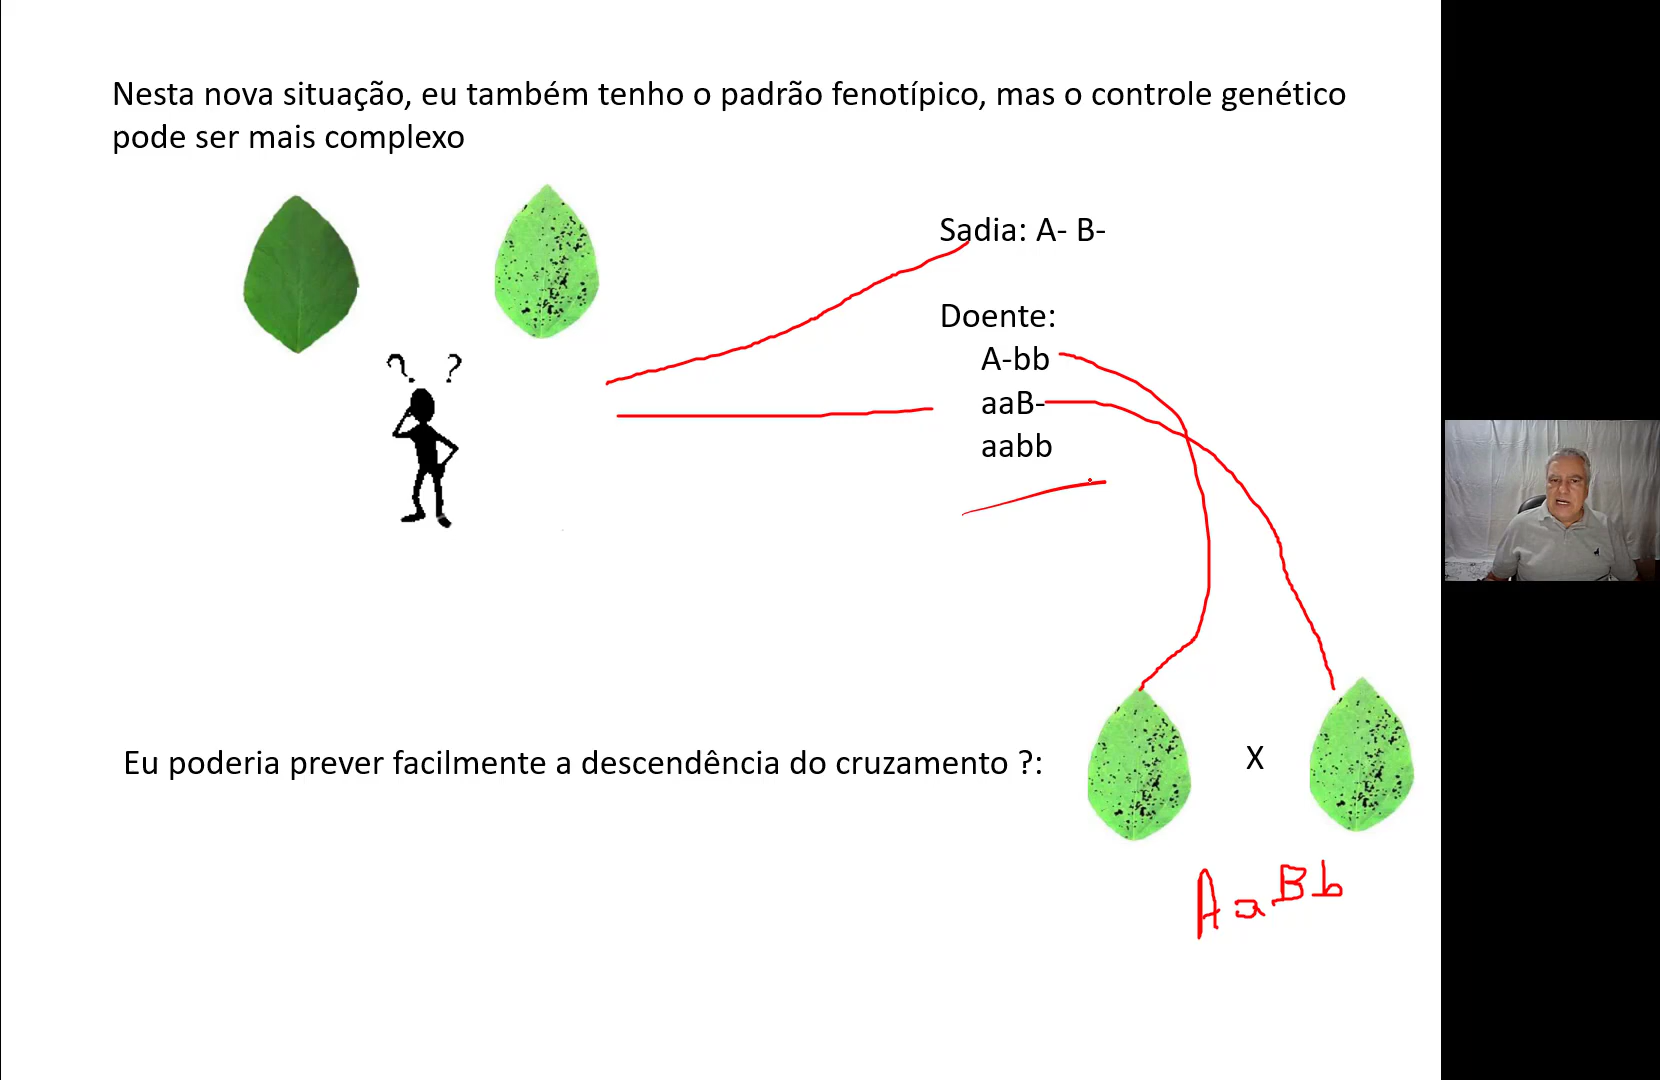 Nesta nova situação, eu também tenho o padrão fenotípico, mas o controle genético
pode ser mais complexo
Sadia: A- B-
Doente:
A-bb
aaB-
aabb
? ?
Eu poderia prever facilmente a descendência do cruzamento ?:
X
AaBb